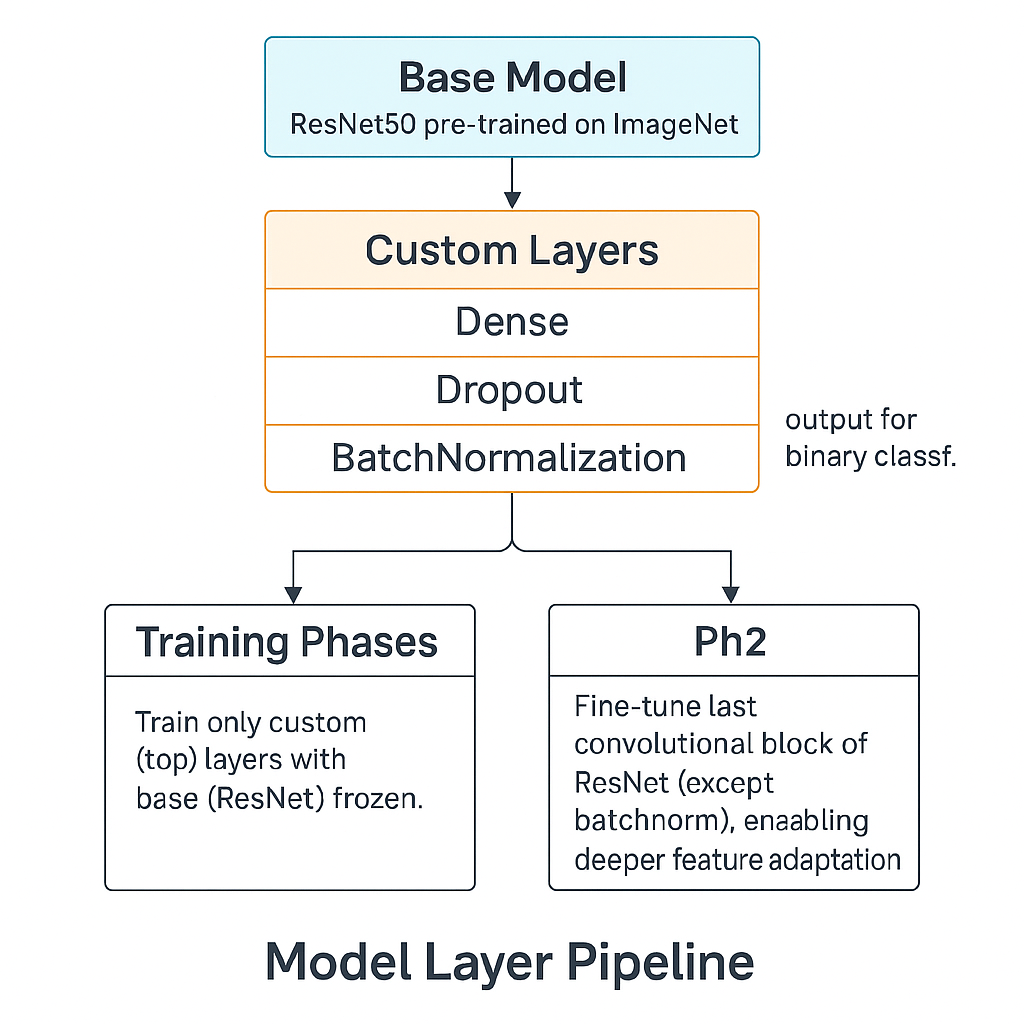 Base Model
ResNet50 pre-trained on ImageNet
Custom Layers
Dense
Dropout
BatchNormalization
output for
binary classf.
Training Phases
Train only custom
(top) layers with
base (ResNet) frozen.
Ph2
Fine-tune last
convolutional block of
ResNet (except
batchnorm), enaabling
deeper feature adaptation
Model Layer Pipeline